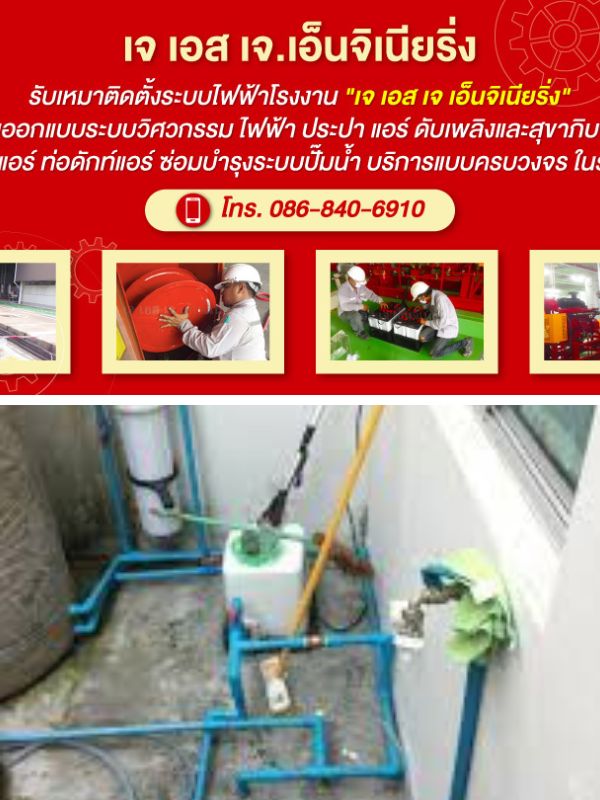 เจ เอส เจ.เอ็นจิเนียริ่ง
รับเหมาติดตั้งระบบไฟฟ้าโรงงาน "เจ เอส เจ เอ็นจิเนียริ่ง"
ออกแบบระบบวิศวกรรม ไฟฟ้า ประปา แอร์ ดับเพลิงและสุขาภิบ
แอร์ ท่อดักท์แอร์ ซ่อมบำรุงระบบปั๊มน้ำ บริการแบบครบวงจร ในร
โทร. 086-840-6910